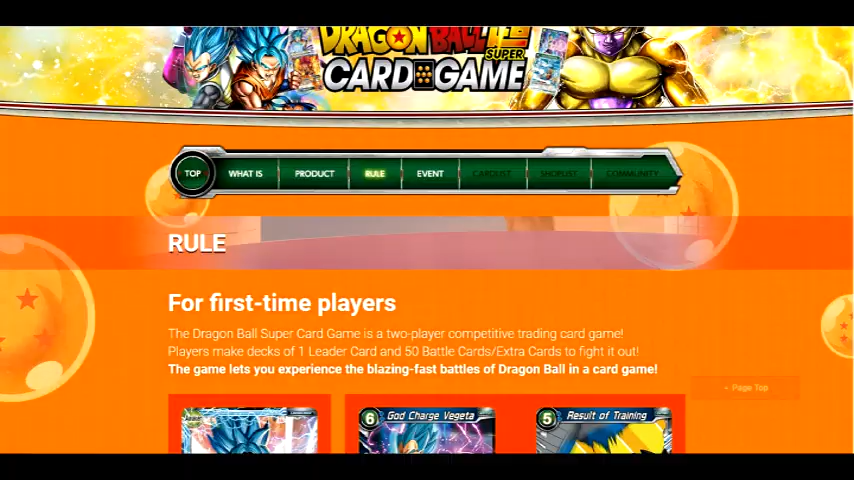 DRAGON BALL
SUPER
CARD GAME
TOP
WHAT IS
PRODUCT
RULE
EVENT
CARDLIST
SHOPLIST
COMMUNITY
RULE
For first-time players
The Dragon Ball Super Card Game is a two-player competitive trading card game!
Players make decks of 1 Leader Card and 50 Battle Cards/Extra Cards to fight it out!
The game lets you experience the blazing-fast battles of Dragon Ball in a card game!
Page Top
6 God Charge Vegeta
5 Result of Training